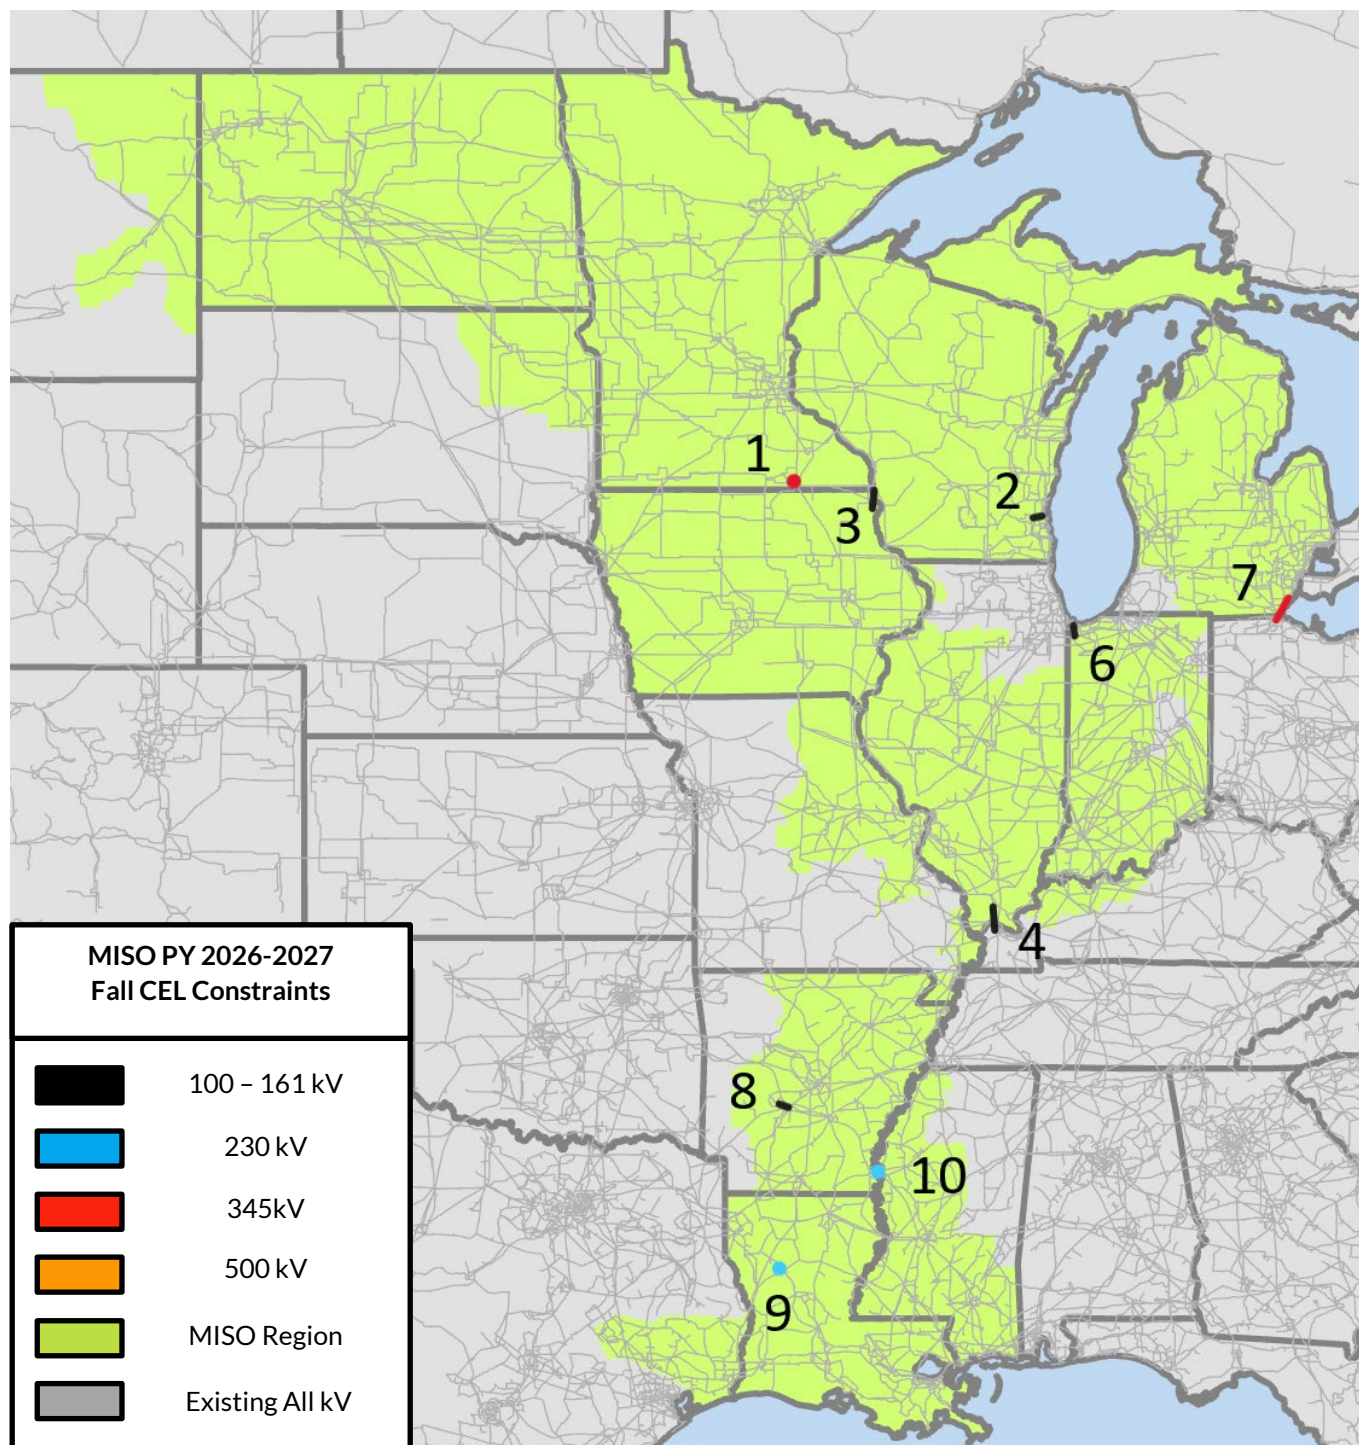 1
2
3
7
6
4
8
10
9
MISO PY 2026-2027
Fall CEL Constraints
100 – 161 kV
230 kV
345kV
500 kV
MISO Region
Existing All kV